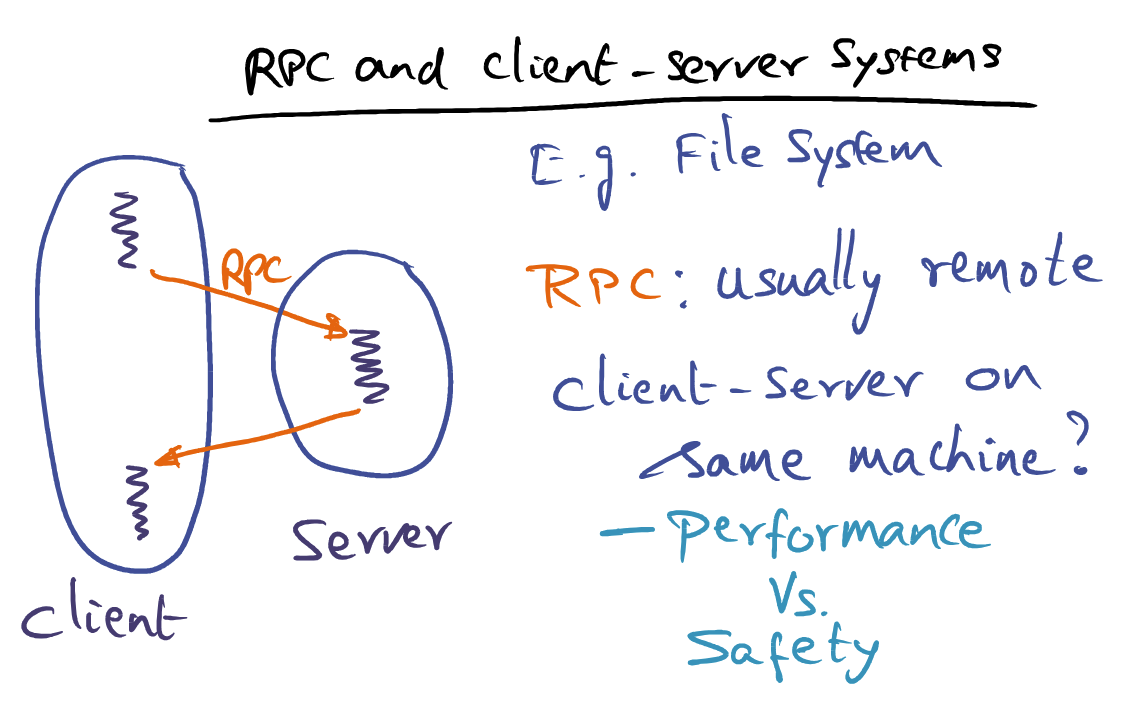 RPC and client-server systems
E.g. File System
RPC
RPC: usually remote
client-server on
same machine?
- Performance
Vs.
Safety
Server
client